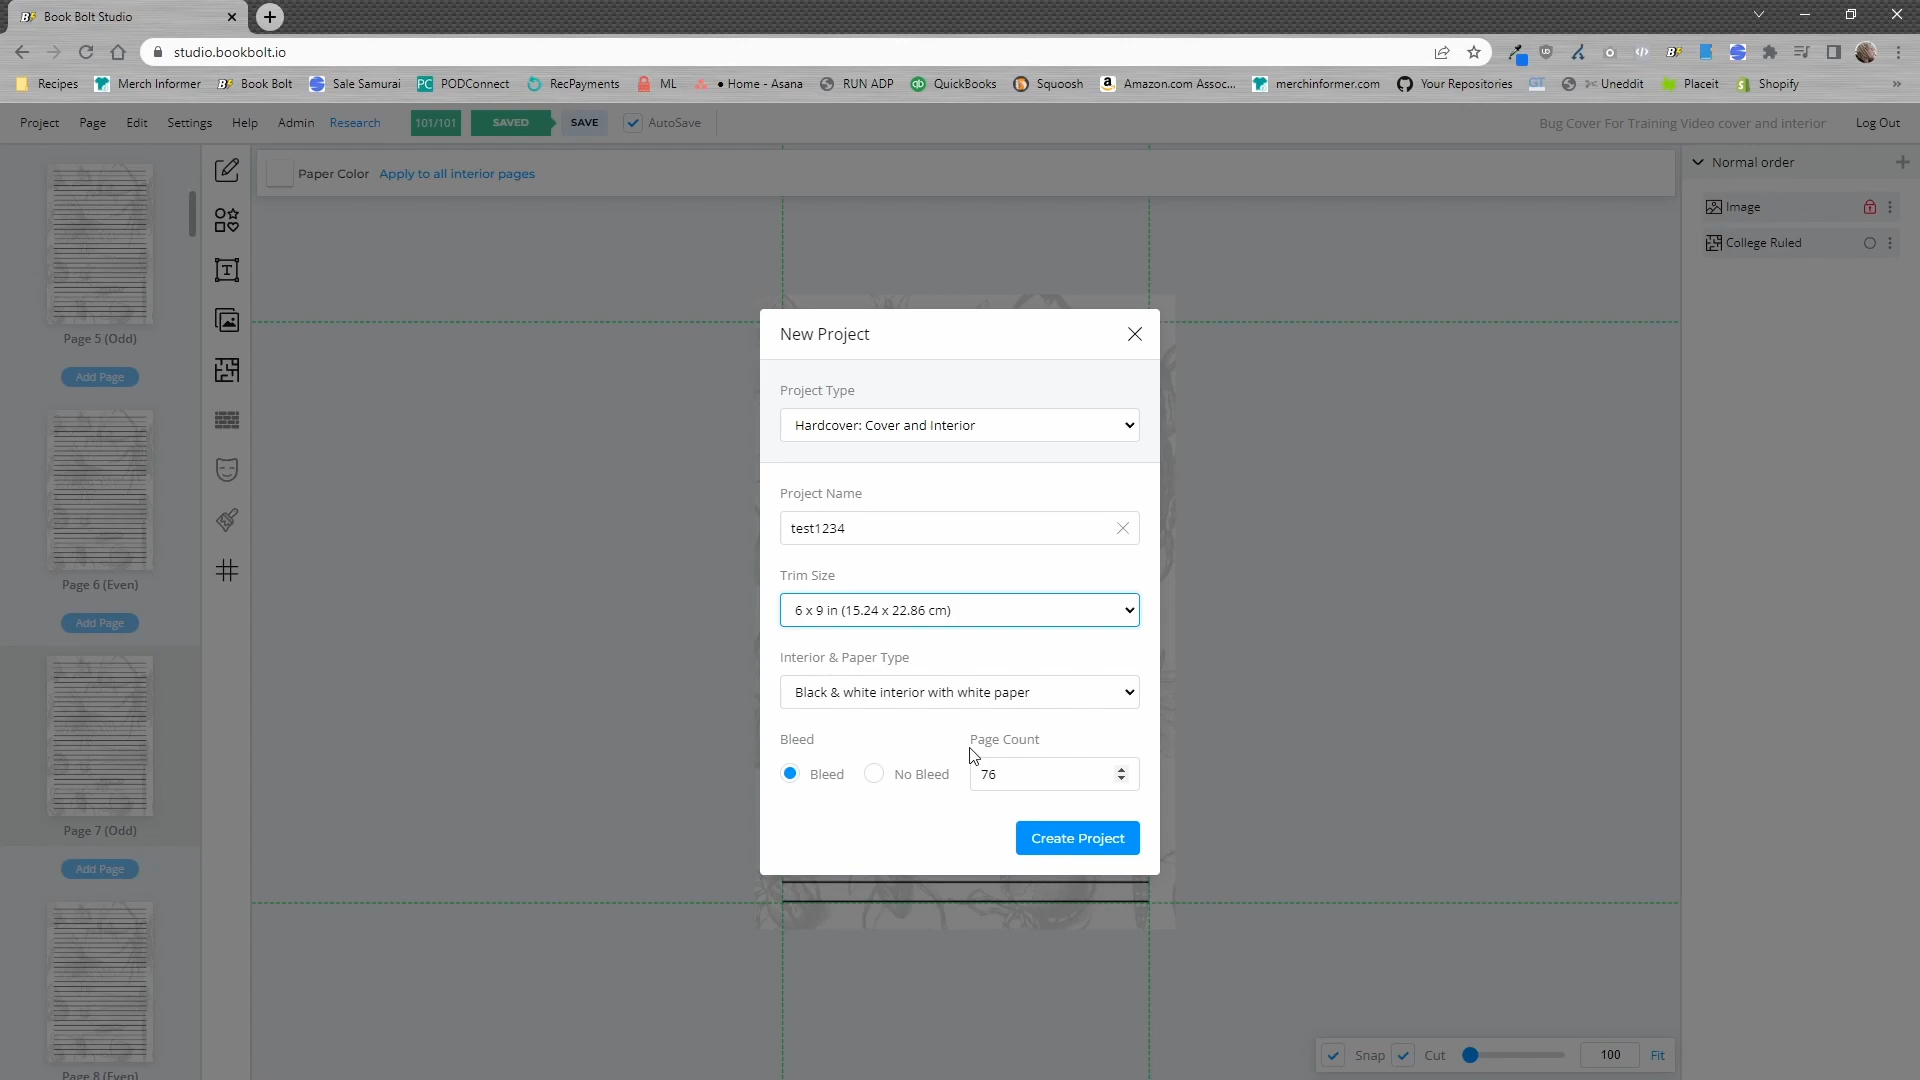 Book Bolt Studio
studio.bookbolt.io
Recipes Merch Informer Book Bolt Sale Samurai PODConnect RecPayments ML • Home - Asana RUN ADP QuickBooks Squoosh Amazon.com Assoc... merchinformer.com Your Repositories GT Uneddit Placeit Shopify »
Project Page Edit Settings Help Admin Research 101/101 SAVED SAVE AutoSave Bug Cover For Training Video cover and interior Log Out
Paper Color Apply to all interior pages
Normal order
Image
College Ruled
Page 5 (Odd)
Add Page
Page 6 (Even)
Add Page
Page 7 (Odd)
Add Page
Page 8 (Even)
New Project
Project Type
Hardcover: Cover and Interior
Project Name
test1234
Trim Size
6 x 9 in (15.24 x 22.86 cm)
Interior & Paper Type
Black & white interior with white paper
Bleed Page Count
Bleed No Bleed 76
Create Project
Snap Cut 100 Fit